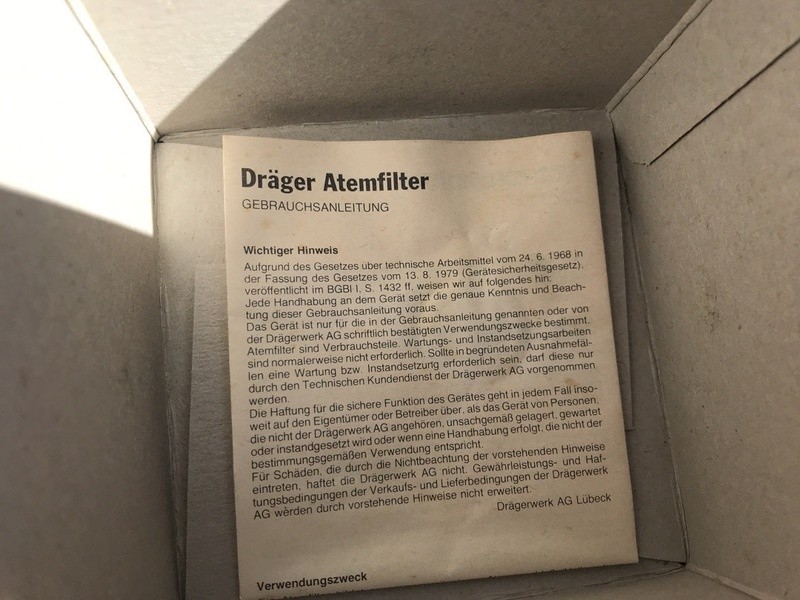 Dräger Atemfilter
GEBRAUCHSANLEITUNG
Wichtiger Hinweis
Aufgrund des Gesetzes über technische Arbeitsmittel vom 24. 6. 1968 in
der Fassung des Gesetzes vom 13. 8. 1979 (Gerätesicherheitsgesetz),
veröffentlicht im BGBl I, S. 1432 ff, weisen wir auf folgendes hin:
Jede Handhabung an dem Gerät setzt die genaue Kenntnis und Beach-
tung dieser Gebrauchsanleitung voraus.
Das Gerät ist nur für die in der Gebrauchsanleitung genannten oder von
der Drägerwerk AG schriftlich bestätigten Verwendungszwecke bestimmt.
Atemfilter sind Verbrauchsteile. Wartungs- und Instandsetzungsarbeiten
sind normalerweise nicht erforderlich. Sollte in begründeten Ausnahmefäl-
len eine Wartung bzw. Instandsetzung erforderlich sein, darf diese nur
durch den Technischen Kundendienst der Drägerwerk AG vorgenommen
werden.
Die Haftung für die sichere Funktion des Gerätes geht in jedem Fall inso-
weit auf den Eigentümer oder Betreiber über, als das Gerät von Personen,
die nicht der Drägerwerk AG angehören, unsachgemäß gelagert, gewartet
oder instandgesetzt wird oder wenn eine Handhabung erfolgt, die nicht der
bestimmungsgemäßen Verwendung entspricht.
Für Schäden, die durch die Nichtbeachtung der vorstehenden Hinweise
eintreten, haftet die Drägerwerk AG nicht. Gewährleistungs- und Haf-
tungsbedingungen der Verkaufs- und Lieferbedingungen der Drägerwerk
AG werden durch vorstehende Hinweise nicht erweitert.
Drägerwerk AG Lübeck
Verwendungszweck